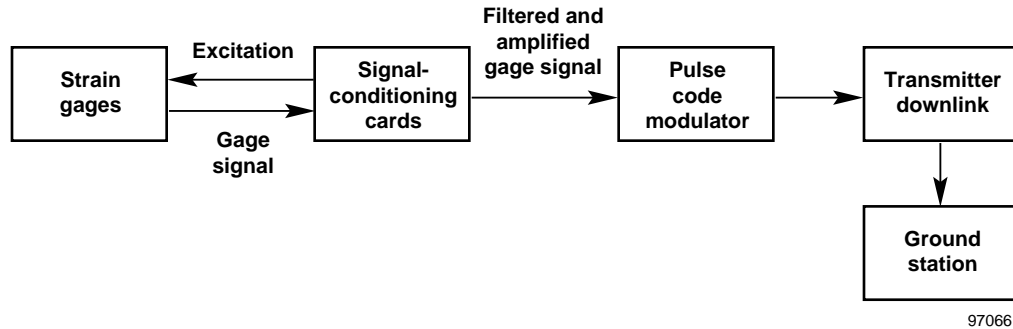 Strain
gages
Excitation
Gage
signal
Signal-
conditioning
cards
Filtered and
amplified
gage signal
Pulse
code
modulator
Transmitter
downlink
Ground
station
97066